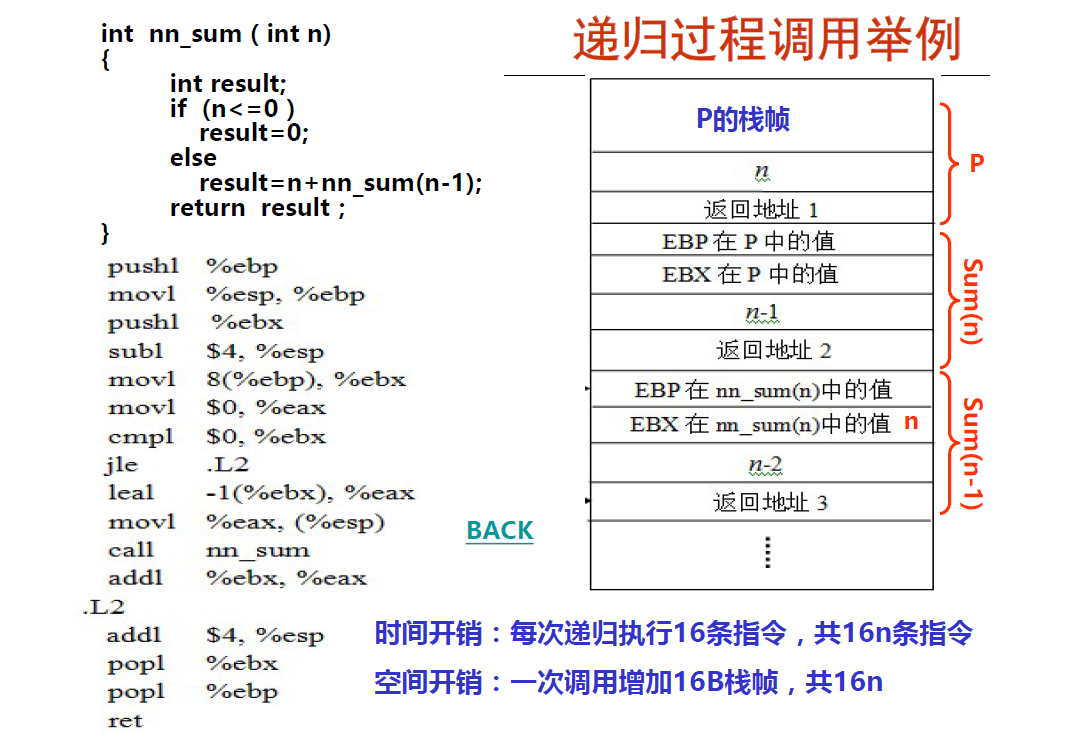 递归过程调用举例
int nn_sum ( int n)
{
int result;
if (n<=0 )
result=0;
else
result=n+nn_sum(n-1);
return result ;
}
pushl %ebp
movl %esp, %ebp
pushl %ebx
subl $4, %esp
movl 8(%ebp), %ebx
movl $0, %eax
cmpl $0, %ebx
jle .L2
leal -1(%ebx), %eax
movl %eax, (%esp)
call nn_sum
addl %ebx, %eax
.L2
addl $4, %esp
popl %ebx
popl %ebp
ret
P的栈帧
n
返回地址 1
P
EBP 在 P 中的值
EBX 在 P 中的值
n-1
返回地址 2
Sum(n)
EBP 在 nn_sum(n)中的值
EBX 在 nn_sum(n)中的值 n
n-2
返回地址 3
Sum(n-1)
BACK
时间开销：每次递归执行16条指令，共16n条指令
空间开销：一次调用增加16B栈帧，共16n